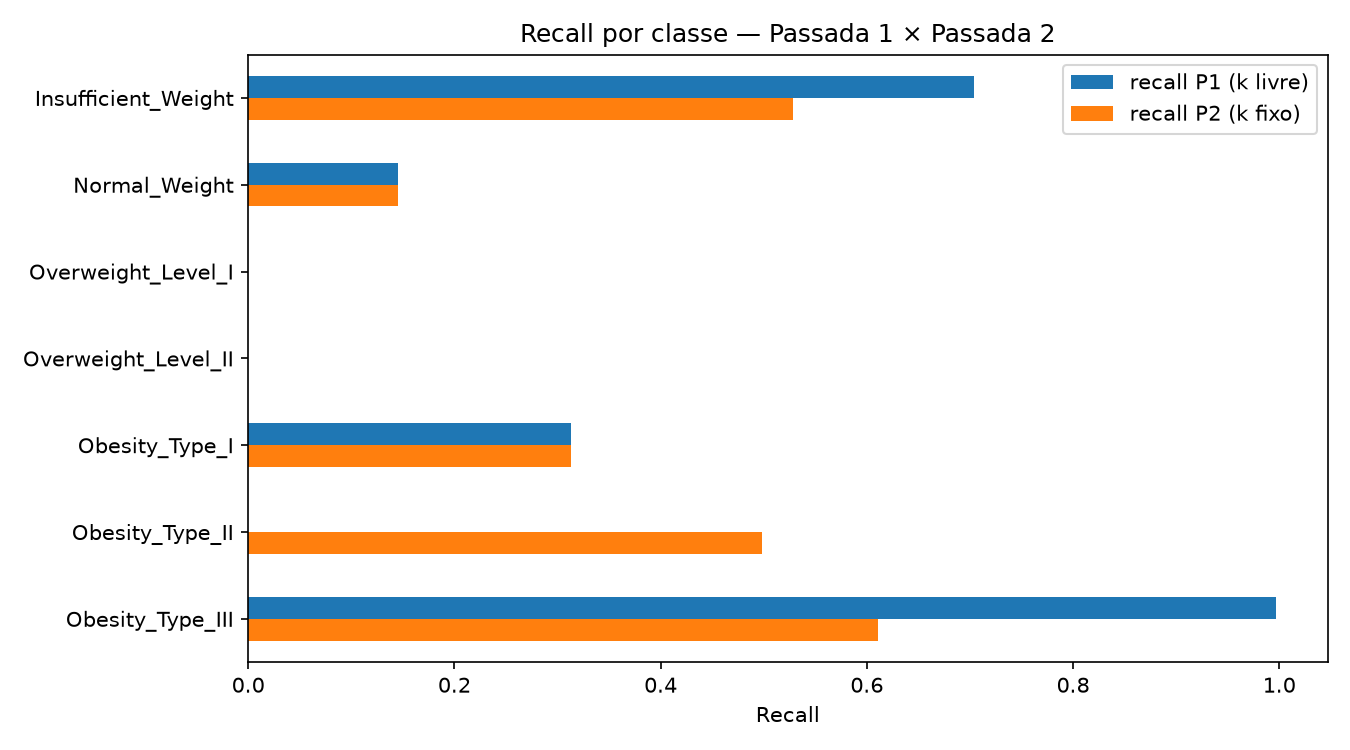 Recall por classe — Passada 1 × Passada 2
recall P1 (k livre)
recall P2 (k fixo)
Insufficient_Weight
Normal_Weight
Overweight_Level_I
Overweight_Level_II
Obesity_Type_I
Obesity_Type_II
Obesity_Type_III
0.0 0.2 0.4 0.6 0.8 1.0
Recall